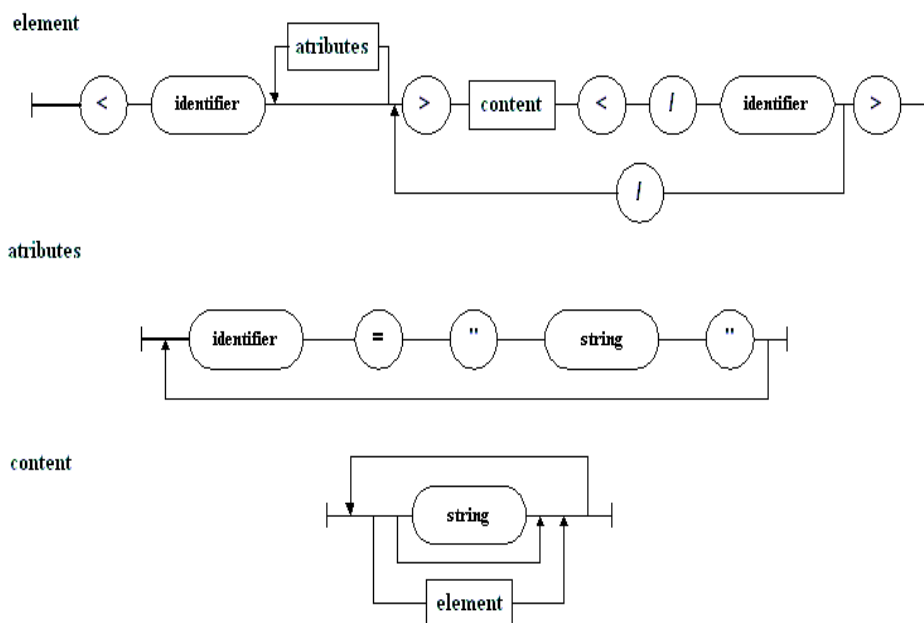 element
atributes
< identifier > content < / identifier >
/
atributes
identifier = " string "
content
string
element